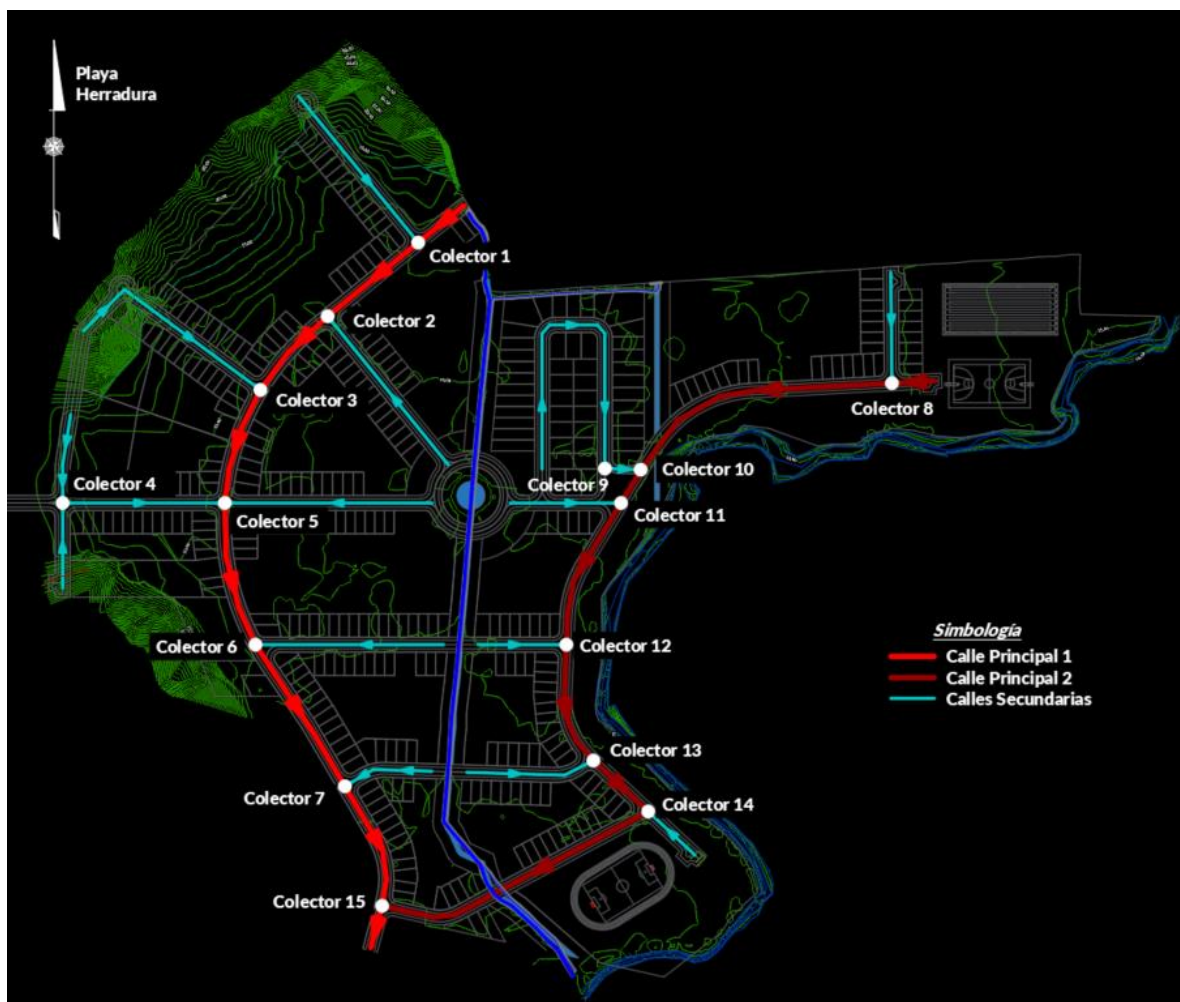 Playa
Herradura
Colector 1
Colector 2
Colector 3
Colector 8
Colector 10
Colector 9
Colector 4
Colector 5
Colector 11
Colector 6
Colector 12
Simbología
Calle Principal 1
Calle Principal 2
Calles Secundarias
Colector 13
Colector 7
Colector 14
Colector 15